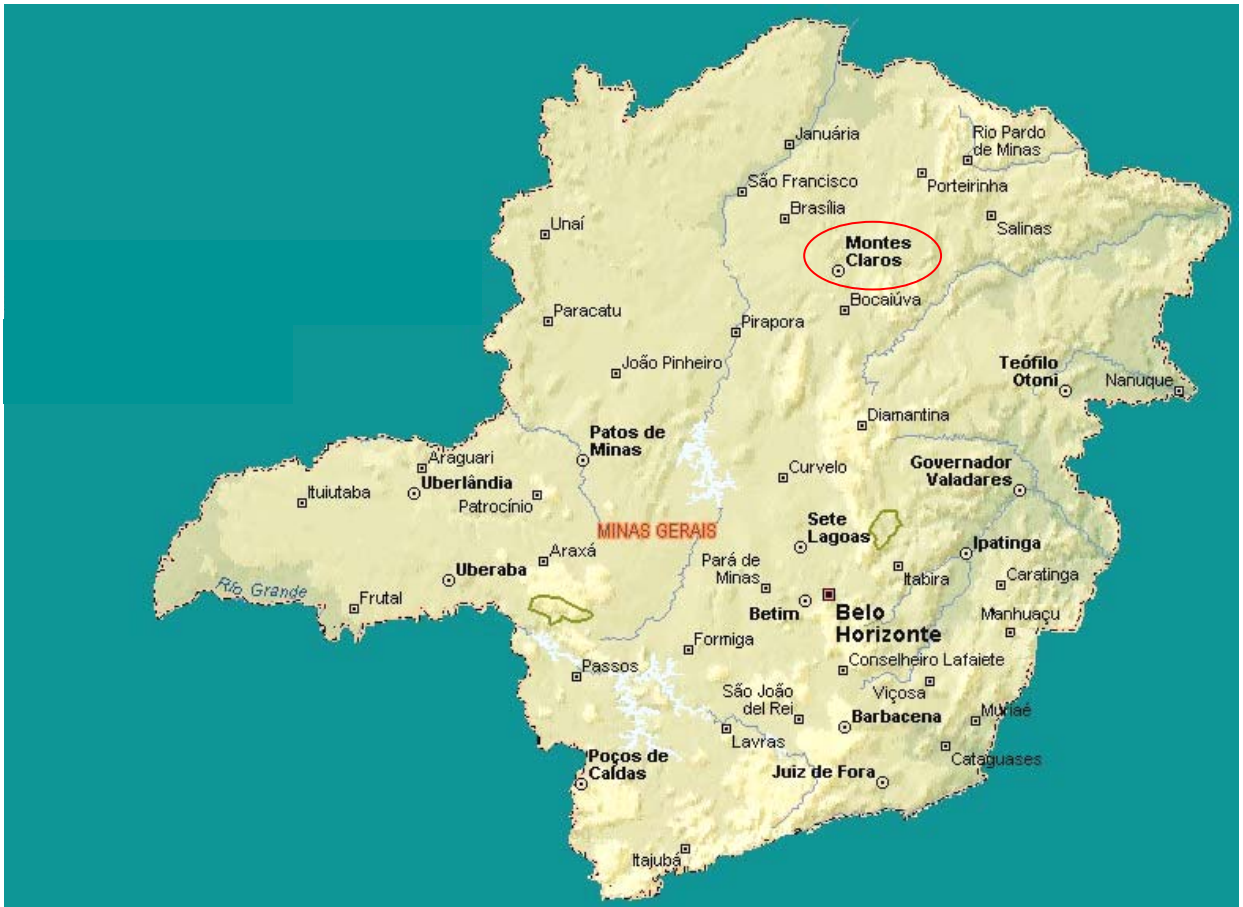 Januária
Rio Pardo
de Minas
São Francisco
Porteirinha
Brasília
Salinas
Unaí
Montes
Claros
Bocaiúva
Paracatu
Pirapora
João Pinheiro
Teófilo
Otoni
Nanuque
Diamantina
Patos de
Minas
Araguari
Curvelo
Governador
Valadares
Ituiutaba
Uberlândia
Patrocínio
MINAS GERAIS
Sete
Lagoas
Ipatinga
Araxá
Pará de
Minas
Itabira
Caratinga
Uberaba
Rio Grande
Frutal
Betim
Belo
Horizonte
Manhuaçu
Formiga
Passos
Conselheiro Lafaiete
Viçosa
São João
del Rei
Barbacena
Muriaé
Lavras
Cataguases
Poços de
Caldas
Juiz de Fora
Itajubá